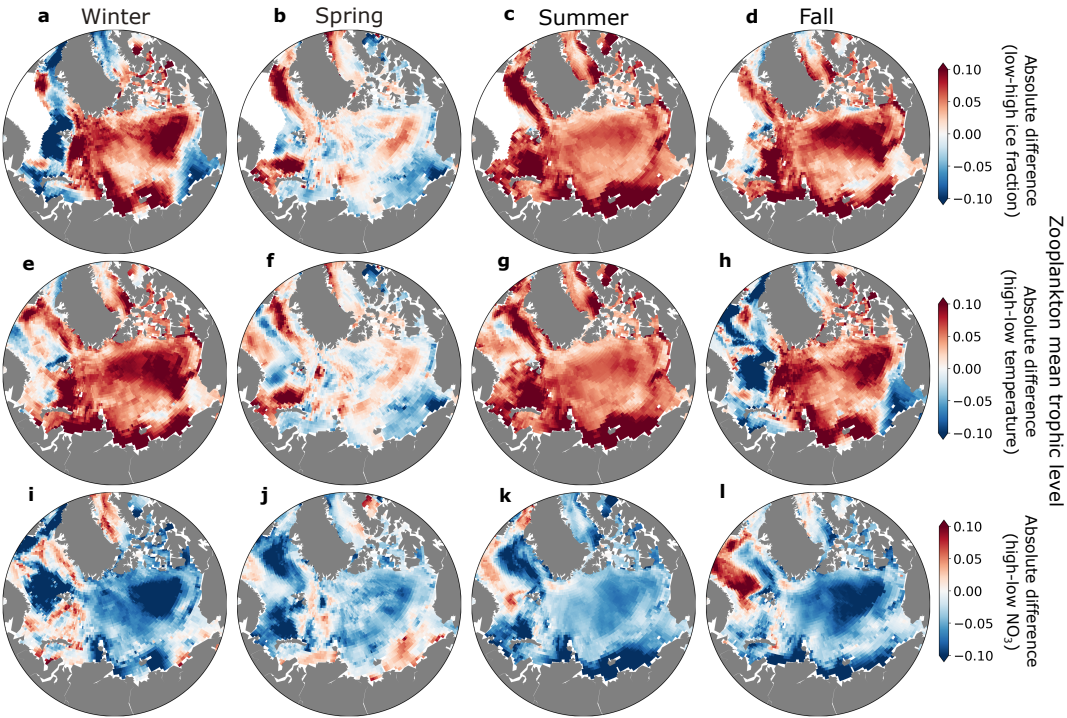 a Winter
b Spring
c Summer
d Fall
0.10
0.05
0.00
−0.05
−0.10
Absolute difference
(low-high ice fraction)
e
f
g
h
0.10
0.05
0.00
−0.05
−0.10
Absolute difference
(high-low temperature)
Zooplankton mean trophic level
i
j
k
l
0.10
0.05
0.00
−0.05
−0.10
Absolute difference
(high-low NO₃)